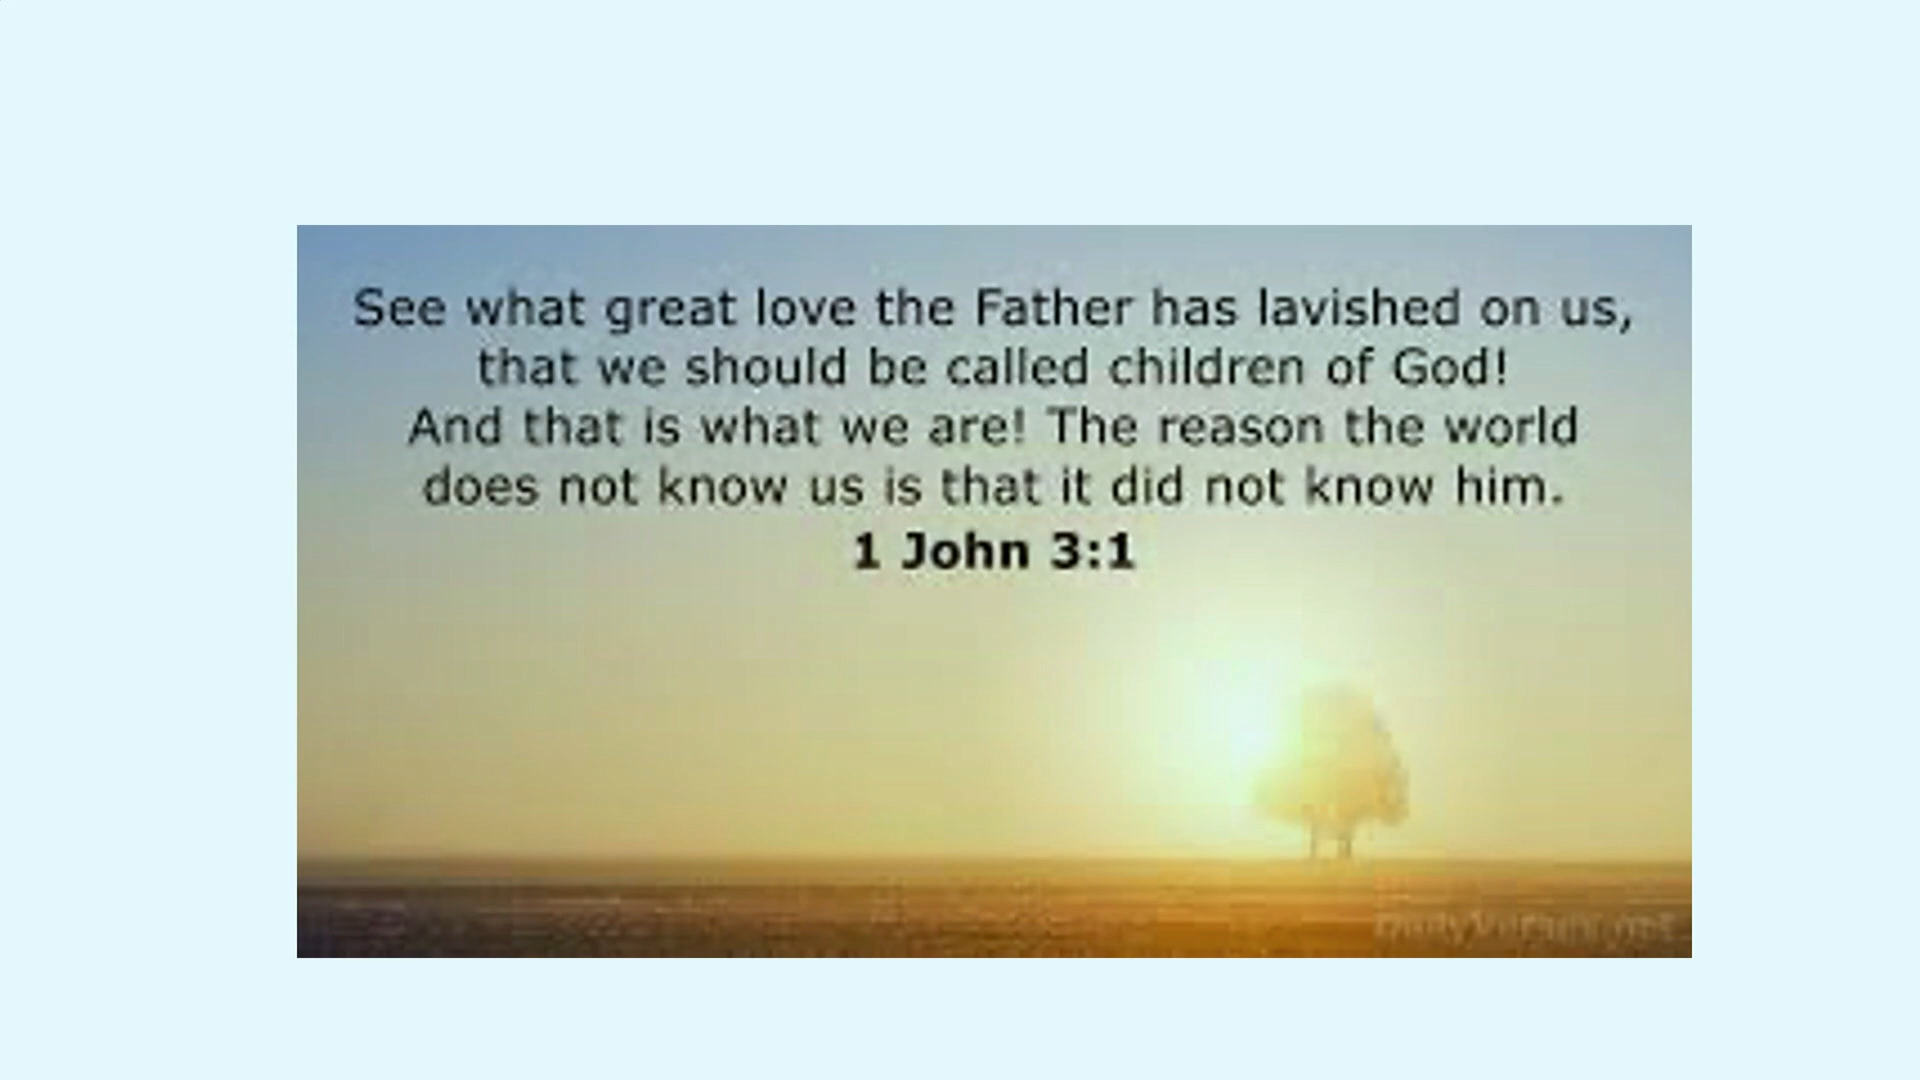 See what great love the Father has lavished on us,
that we should be called children of God!
And that is what we are! The reason the world
does not know us is that it did not know him.
1 John 3:1
DailyVerses.net